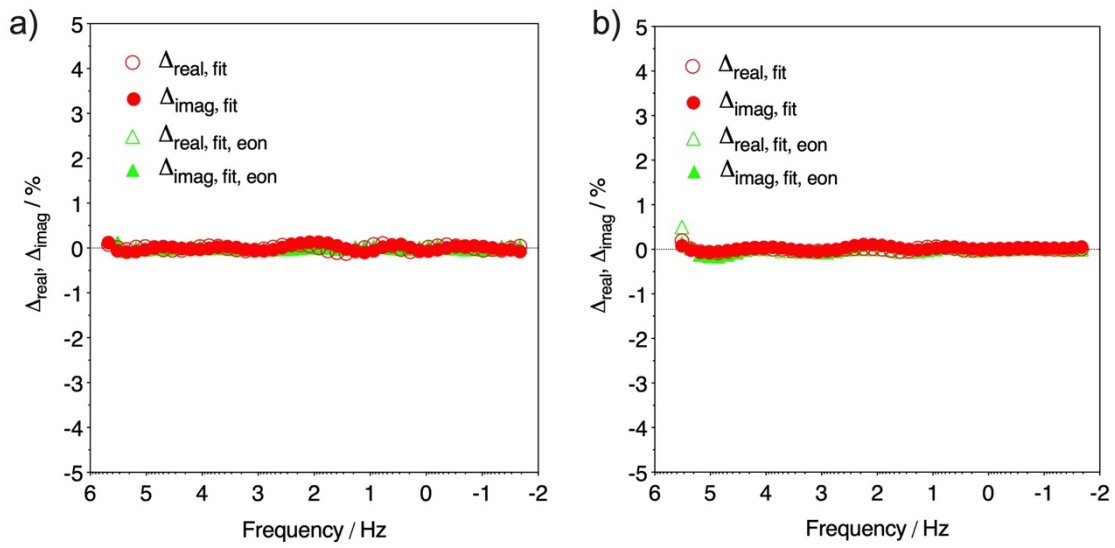 a)
5
4
3
2
1
0
-1
-2
-3
-4
-5
Δreal, Δimag / %
Δreal, fit
Δimag, fit
Δreal, fit, eon
Δimag, fit, eon
6 5 4 3 2 1 0 -1 -2
Frequency / Hz
b)
5
4
3
2
1
0
-1
-2
-3
-4
-5
Δreal, Δimag / %
Δreal, fit
Δimag, fit
Δreal, fit, eon
Δimag, fit, eon
6 5 4 3 2 1 0 -1 -2
Frequency / Hz